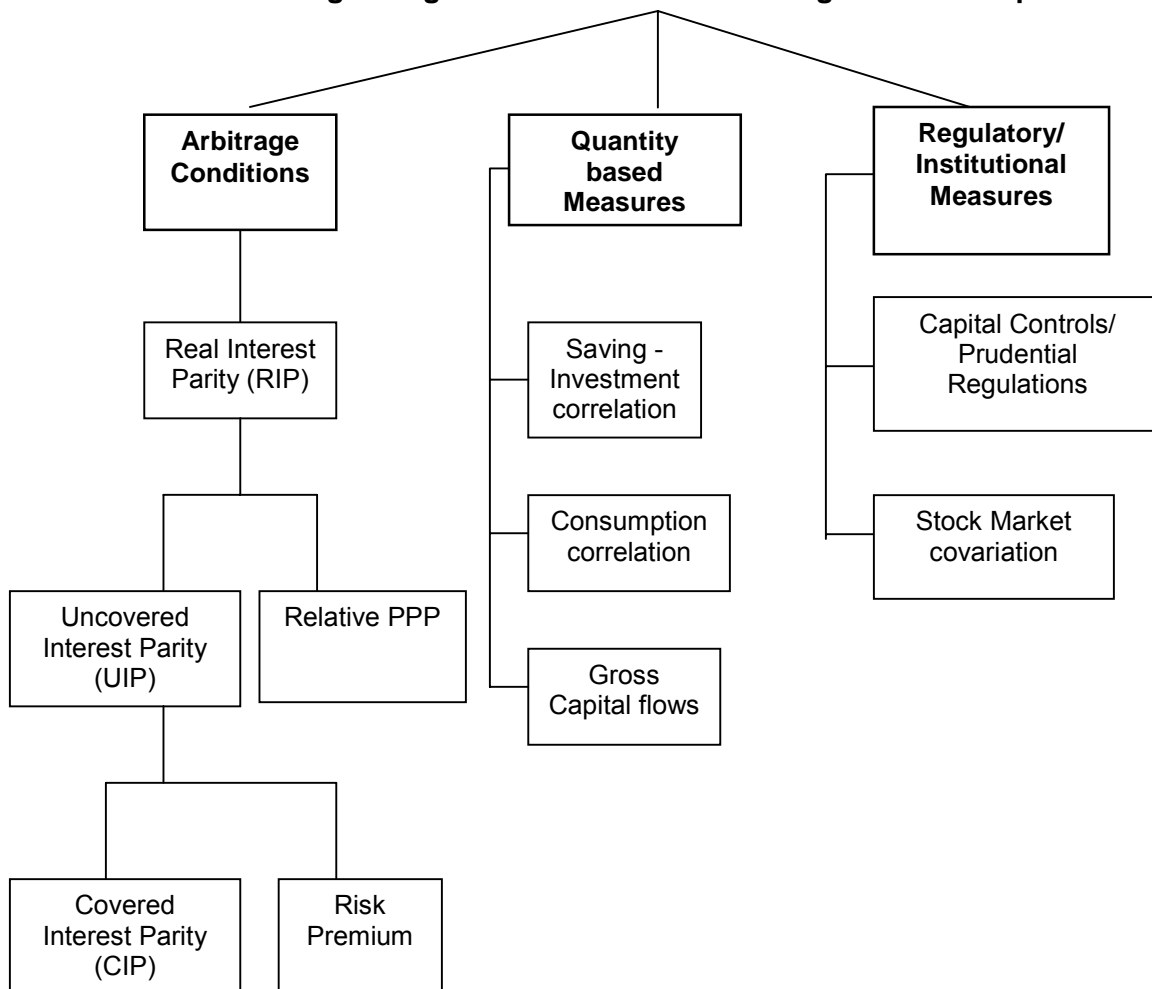 Arbitrage
Conditions
Quantity
based
Measures
Regulatory/
Institutional
Measures
Real Interest
Parity (RIP)
Saving -
Investment
correlation
Capital Controls/
Prudential
Regulations
Consumption
correlation
Stock Market
covariation
Uncovered
Interest Parity
(UIP)
Relative PPP
Gross
Capital flows
Covered
Interest Parity
(CIP)
Risk
Premium